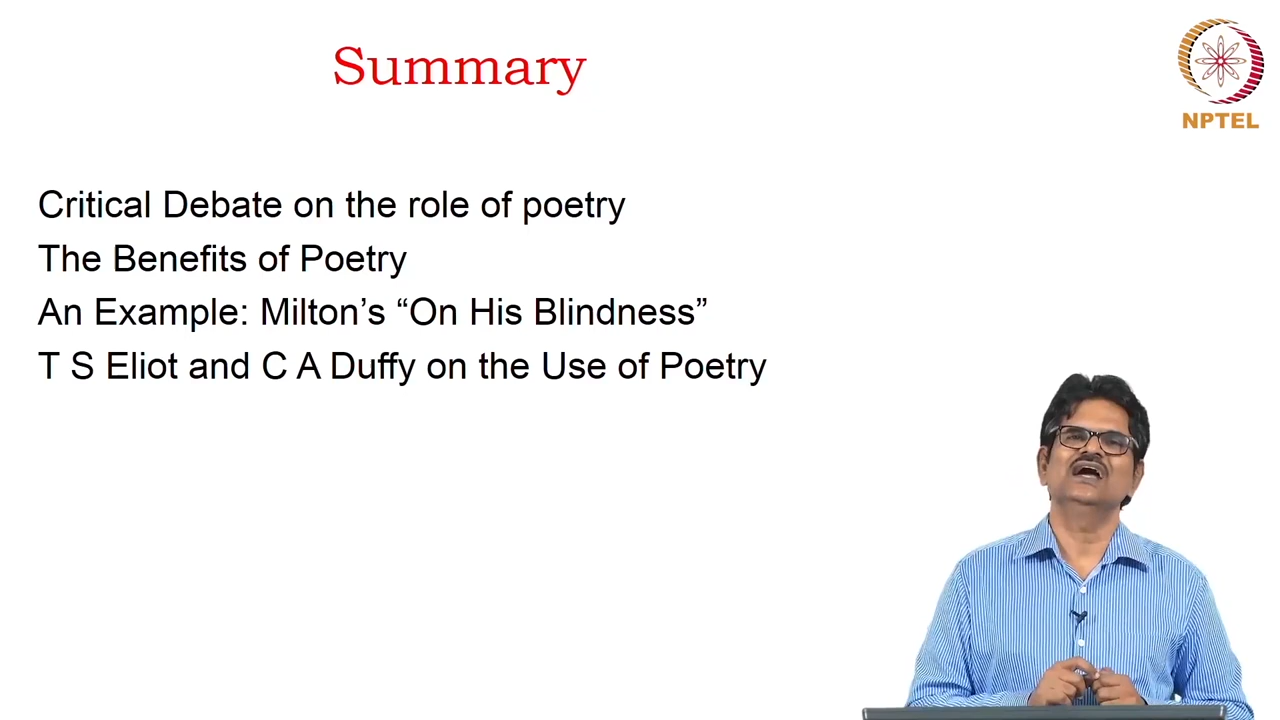 Summary
NPTEL
Critical Debate on the role of poetry
The Benefits of Poetry
An Example: Milton’s “On His Blindness”
T S Eliot and C A Duffy on the Use of Poetry